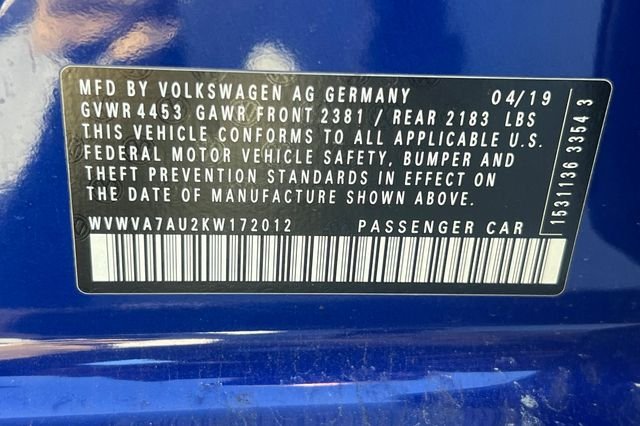 MFD BY VOLKSWAGEN AG GERMANY 04/19
GVWR 4453 GAWR FRONT 2381 / REAR 2183 LBS
THIS VEHICLE CONFORMS TO ALL APPLICABLE U.S.
FEDERAL MOTOR VEHICLE SAFETY, BUMPER AND
THEFT PREVENTION STANDARDS IN EFFECT ON
THE DATE OF MANUFACTURE SHOWN ABOVE.
WVWVA7AU2KW172012 PASSENGER CAR
1531136 3354 3